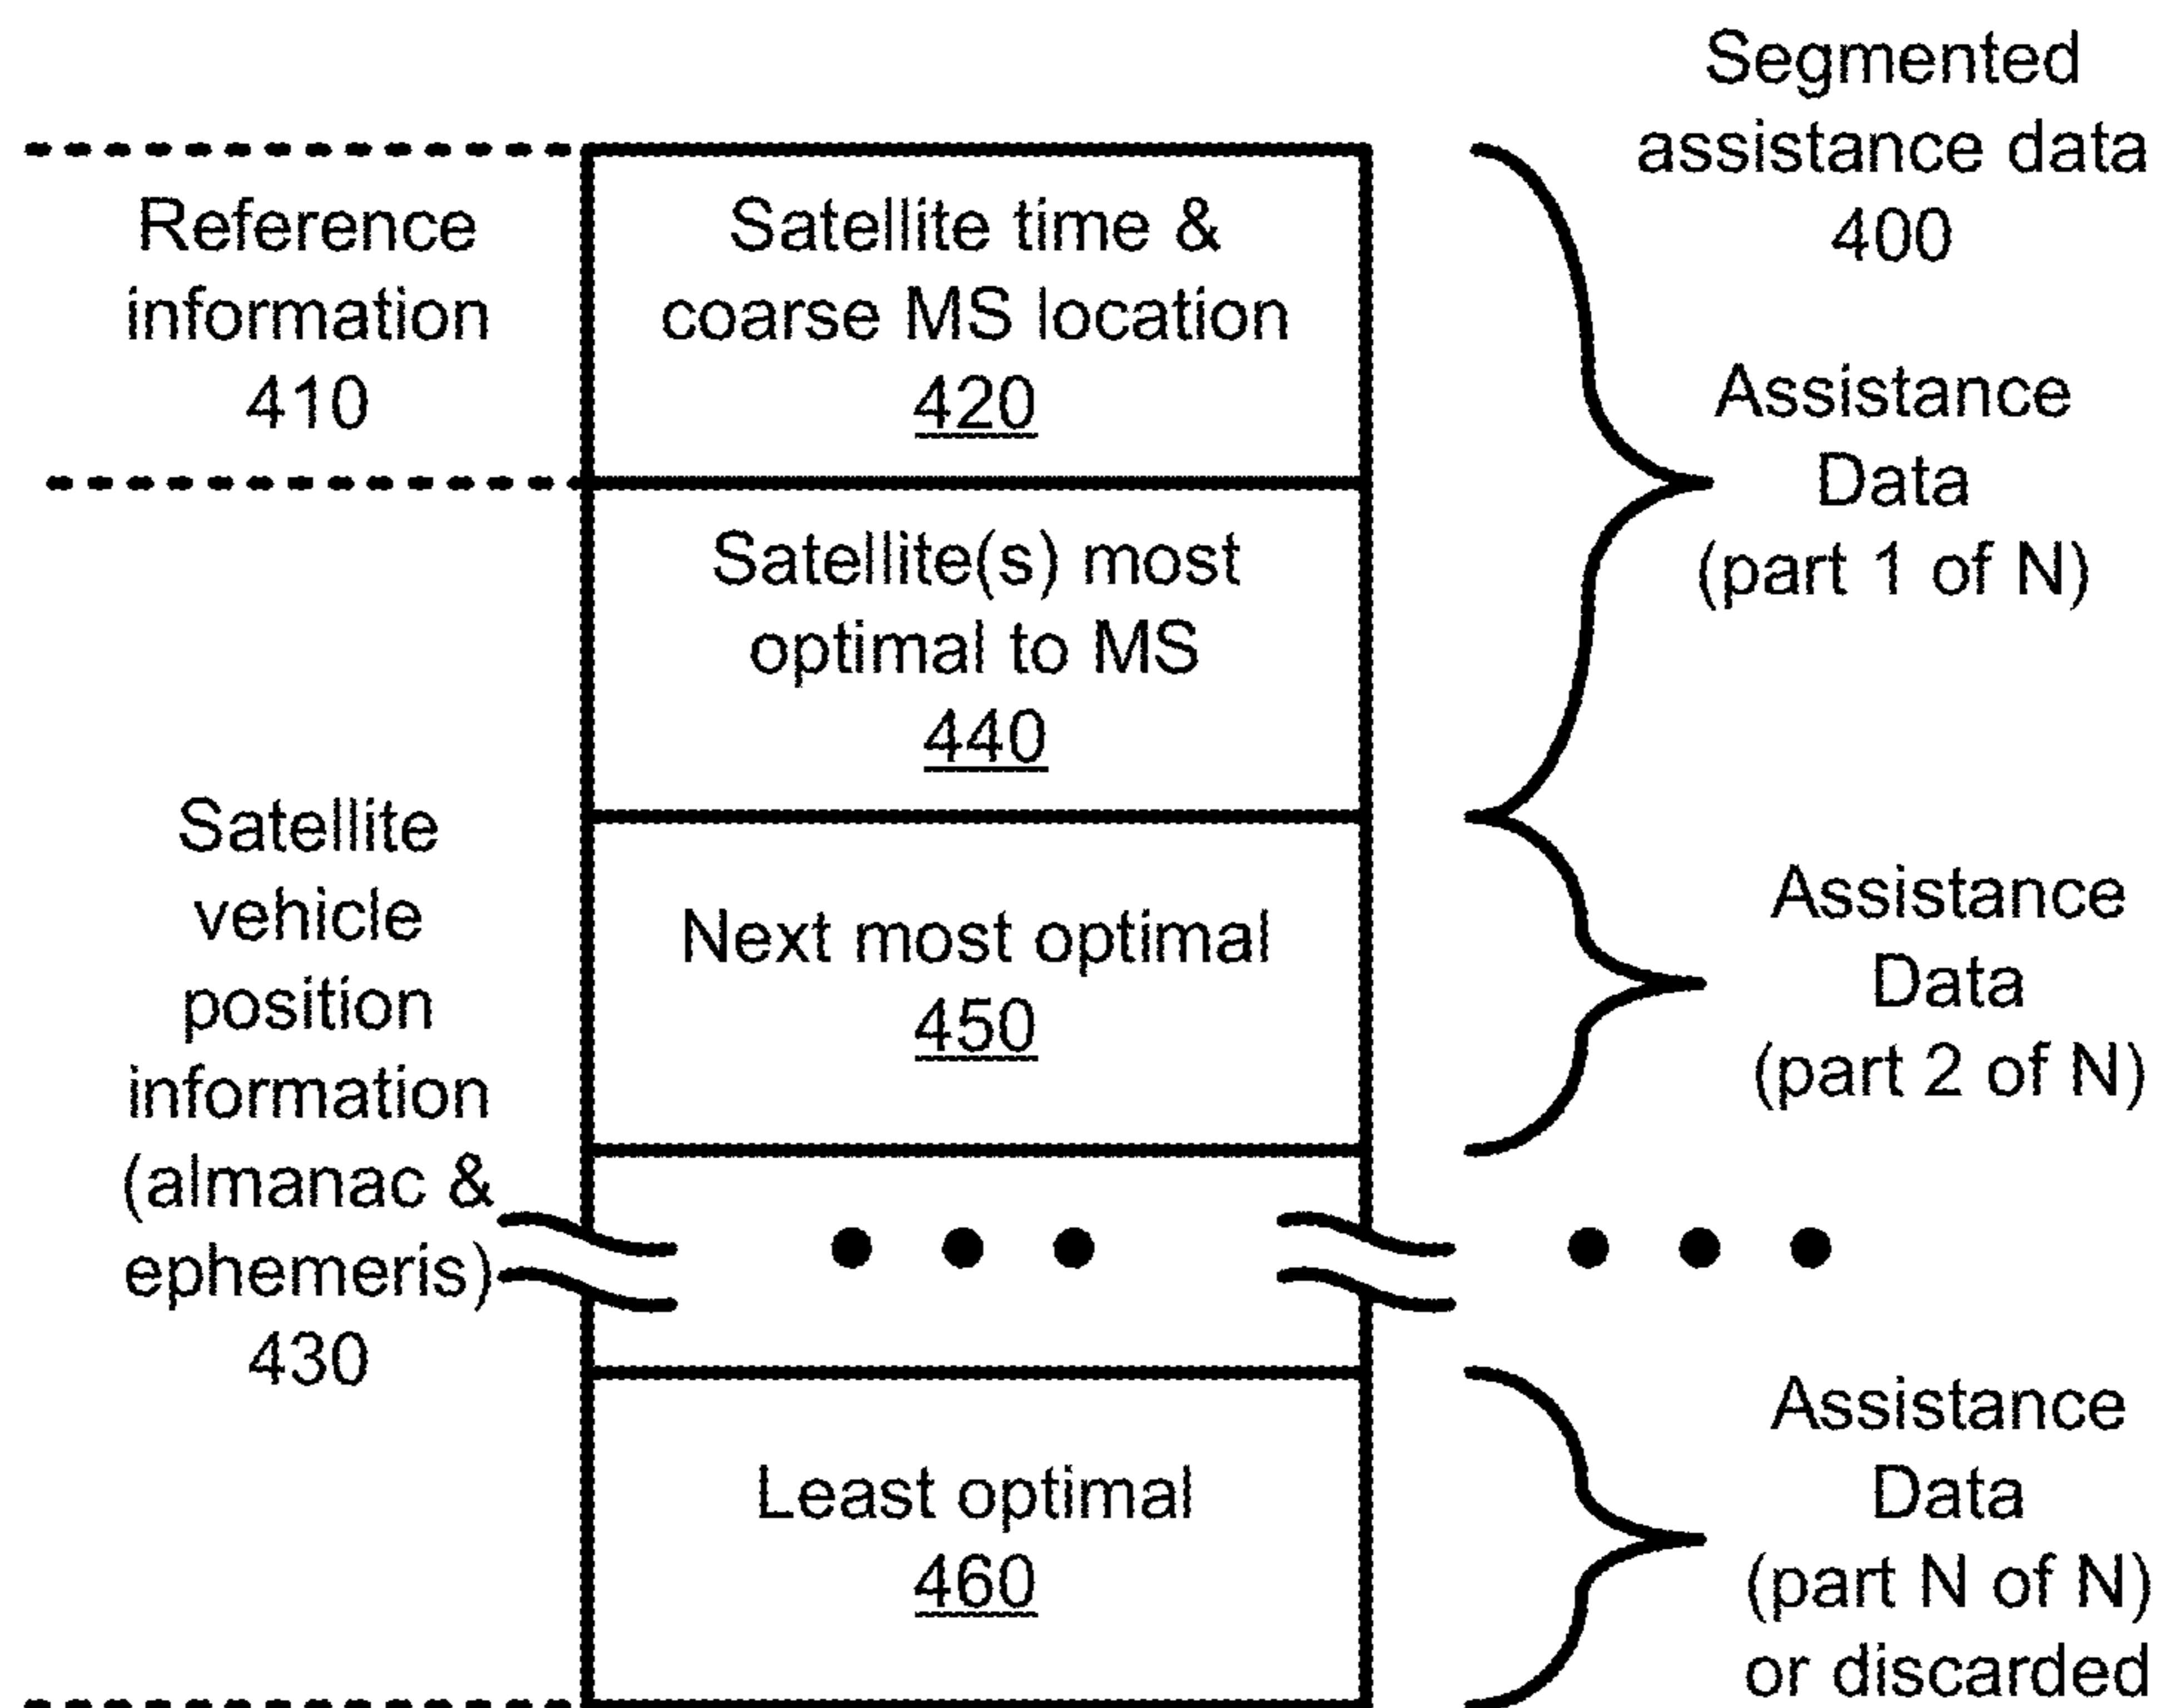 Segmented
assistance data
400
Reference
information
410
Satellite time &
coarse MS location
420
Assistance
Data
(part 1 of N)
Satellite(s) most
optimal to MS
440
Satellite
vehicle
position
information
(almanac &
ephemeris)
430
Next most optimal
450
Assistance
Data
(part 2 of N)
Least optimal
460
Assistance
Data
(part N of N)
or discarded